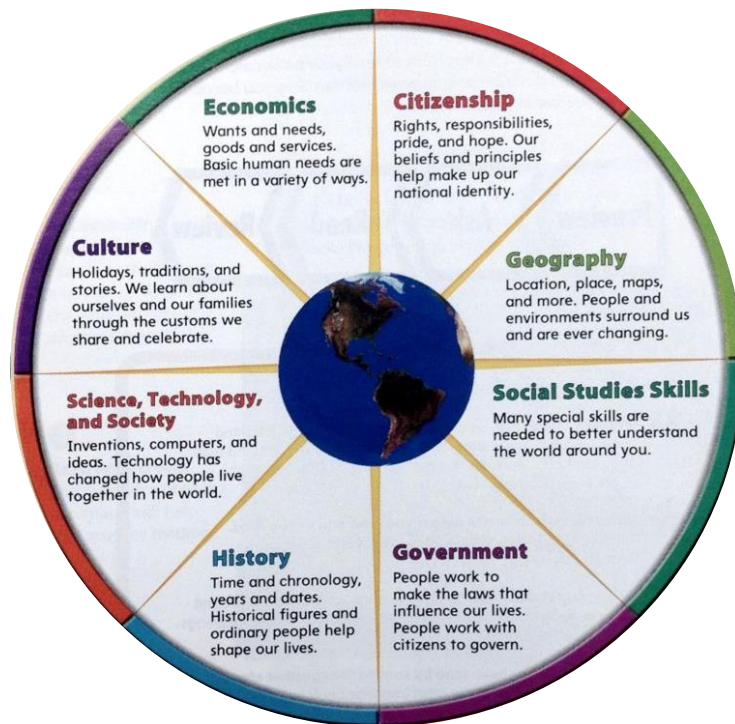 Economics
Wants and needs,
goods and services.
Basic human needs are
met in a variety of ways.
Citizenship
Rights, responsibilities,
pride, and hope. Our
beliefs and principles
help make up our
national identity.
Culture
Holidays, traditions, and
stories. We learn about
ourselves and our families
through the customs we
share and celebrate.
Geography
Location, place, maps,
and more. People and
environments surround us
and are ever changing.
Science, Technology,
and Society
Inventions, computers, and
ideas. Technology has
changed how people live
together in the world.
Social Studies Skills
Many special skills are
needed to better understand
the world around you.
History
Time and chronology,
years and dates.
Historical figures and
ordinary people help
shape our lives.
Government
People work to
make the laws that
influence our lives.
People work with
citizens to govern.